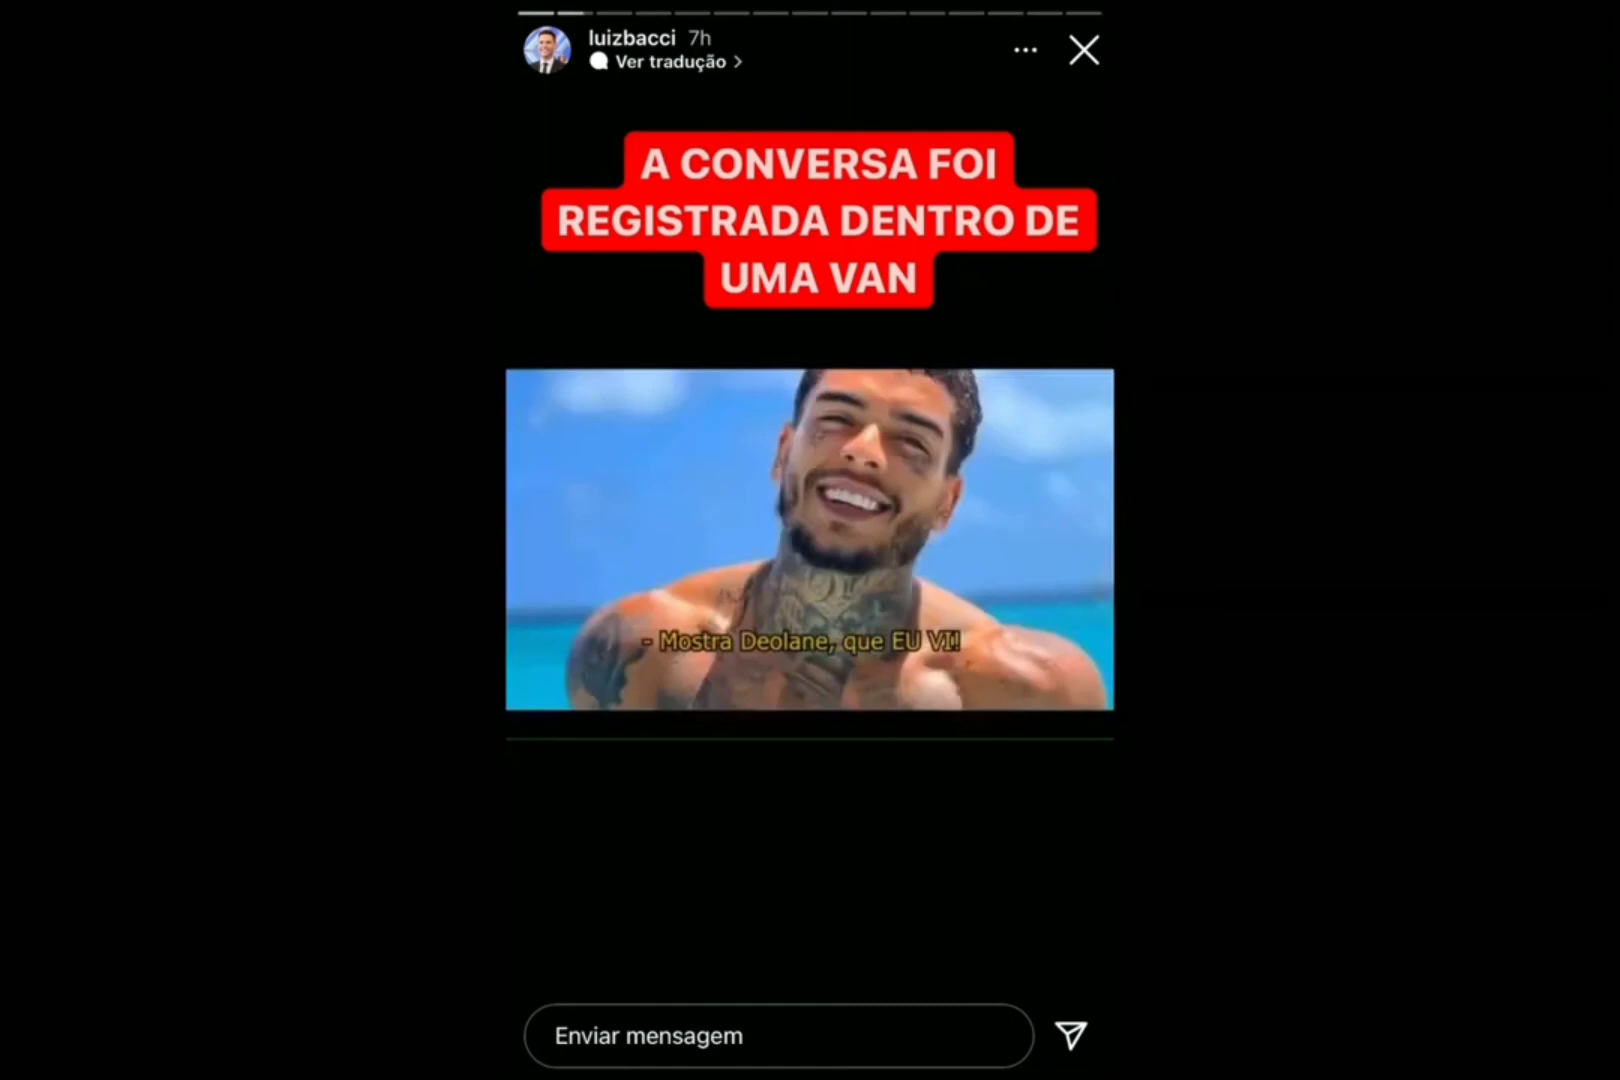 luizbacci 7h
Ver tradução
A CONVERSA FOI
REGISTRADA DENTRO DE
UMA VAN
- Mostra Deolane, que EU VI!
Enviar mensagem